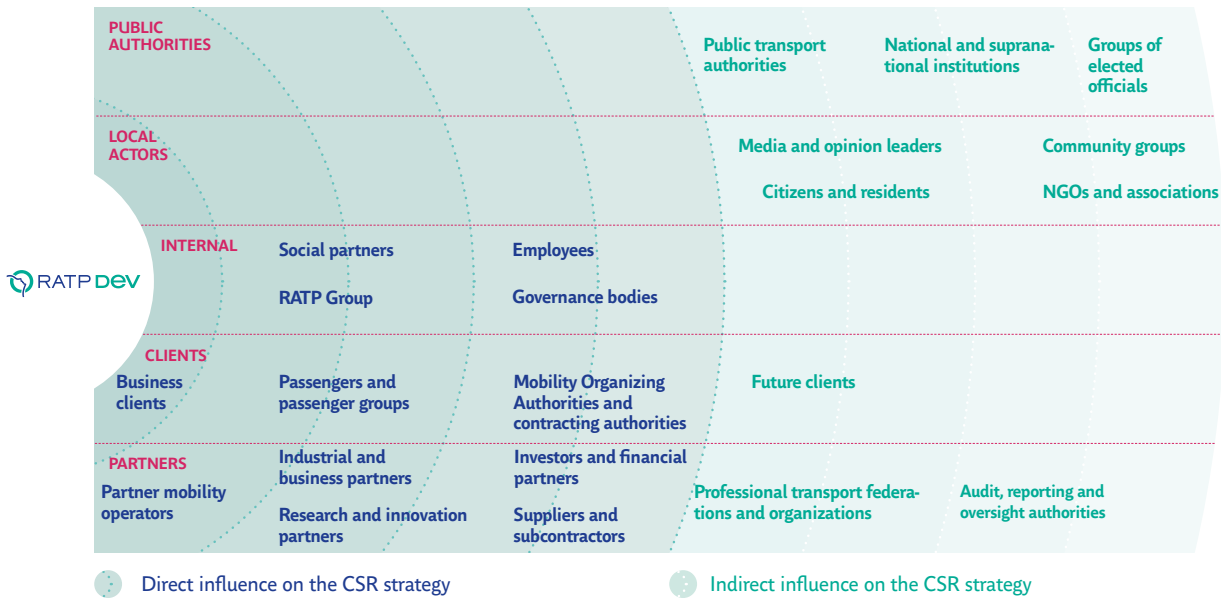 PUBLIC
AUTHORITIES
Public transport
authorities
National and suprana-
tional institutions
Groups of
elected
officials
LOCAL
ACTORS
Media and opinion leaders
Community groups
Citizens and residents
NGOs and associations
RATP DEV
INTERNAL
Social partners
Employees
RATP Group
Governance bodies
CLIENTS
Business
clients
Passengers and
passenger groups
Mobility Organizing
Authorities and
contracting authorities
Future clients
PARTNERS
Partner mobility
operators
Industrial and
business partners
Investors and financial
partners
Research and innovation
partners
Suppliers and
subcontractors
Professional transport federa-
tions and organizations
Audit, reporting and
oversight authorities
Direct influence on the CSR strategy
Indirect influence on the CSR strategy